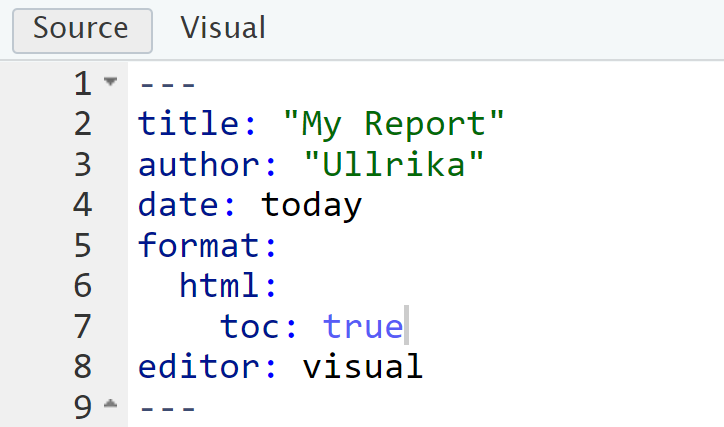 Source Visual
1 ---
2 title: "My Report"
3 author: "Ullrika"
4 date: today
5 format:
6   html:
7     toc: true
8 editor: visual
9 ---